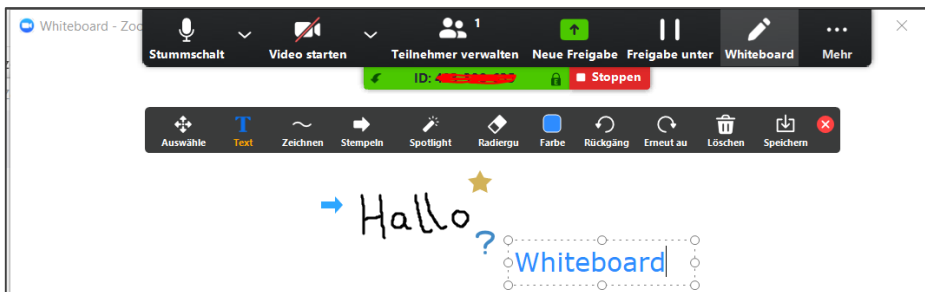 Whiteboard - Zoo
1
Stummschalt Video starten Teilnehmer verwalten Neue Freigabe Freigabe unter Whiteboard Mehr
ID: Stoppen
Auswähle Text Zeichnen Stempeln Spotlight Radiergu Farbe Rückgäng Erneut au Löschen Speichern
Hallo
?
Whiteboard